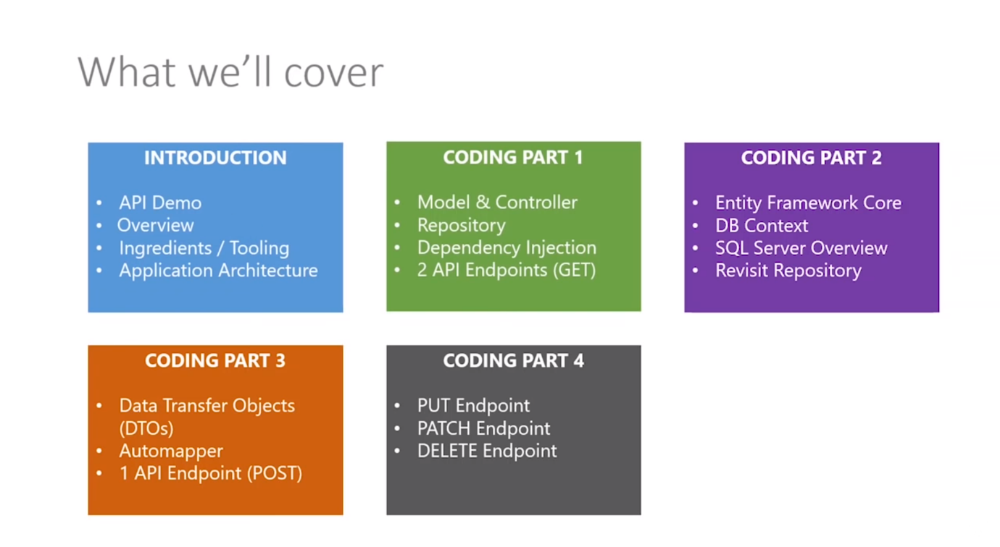 What we’ll cover
INTRODUCTION
• API Demo
• Overview
• Ingredients / Tooling
• Application Architecture
CODING PART 1
• Model & Controller
• Repository
• Dependency Injection
• 2 API Endpoints (GET)
CODING PART 2
• Entity Framework Core
• DB Context
• SQL Server Overview
• Revisit Repository
CODING PART 3
• Data Transfer Objects
(DTOs)
• Automapper
• 1 API Endpoint (POST)
CODING PART 4
• PUT Endpoint
• PATCH Endpoint
• DELETE Endpoint